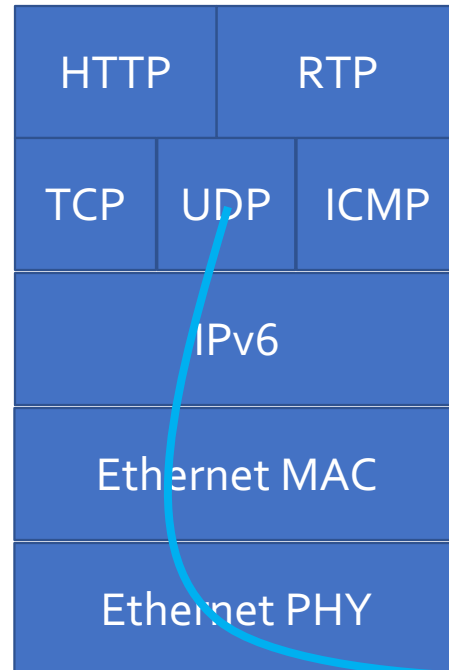 HTTP RTP
TCP UDP ICMP
IPv6
Ethernet MAC
Ethernet PHY